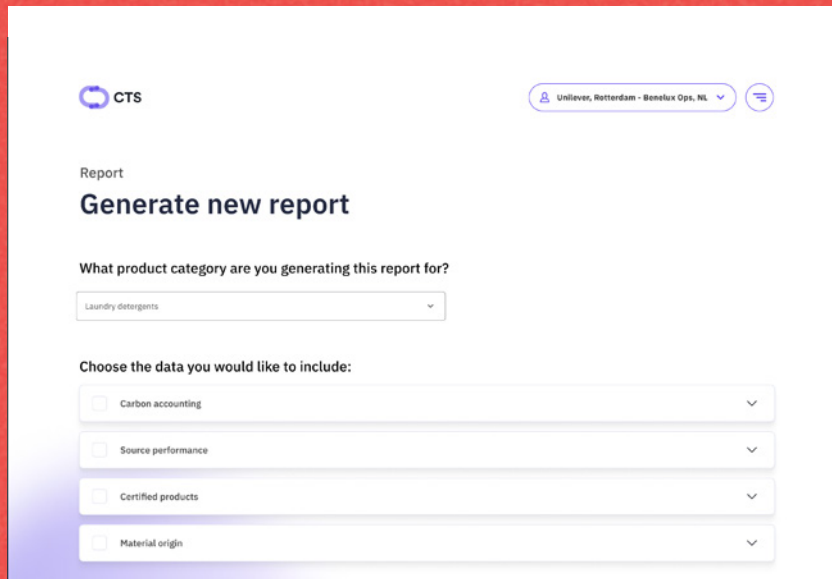 CTS
Unilever, Rotterdam - Benelux Ops, NL
Report
Generate new report
What product category are you generating this report for?
Laundry detergents
Choose the data you would like to include:
Carbon accounting
Source performance
Certified products
Material origin